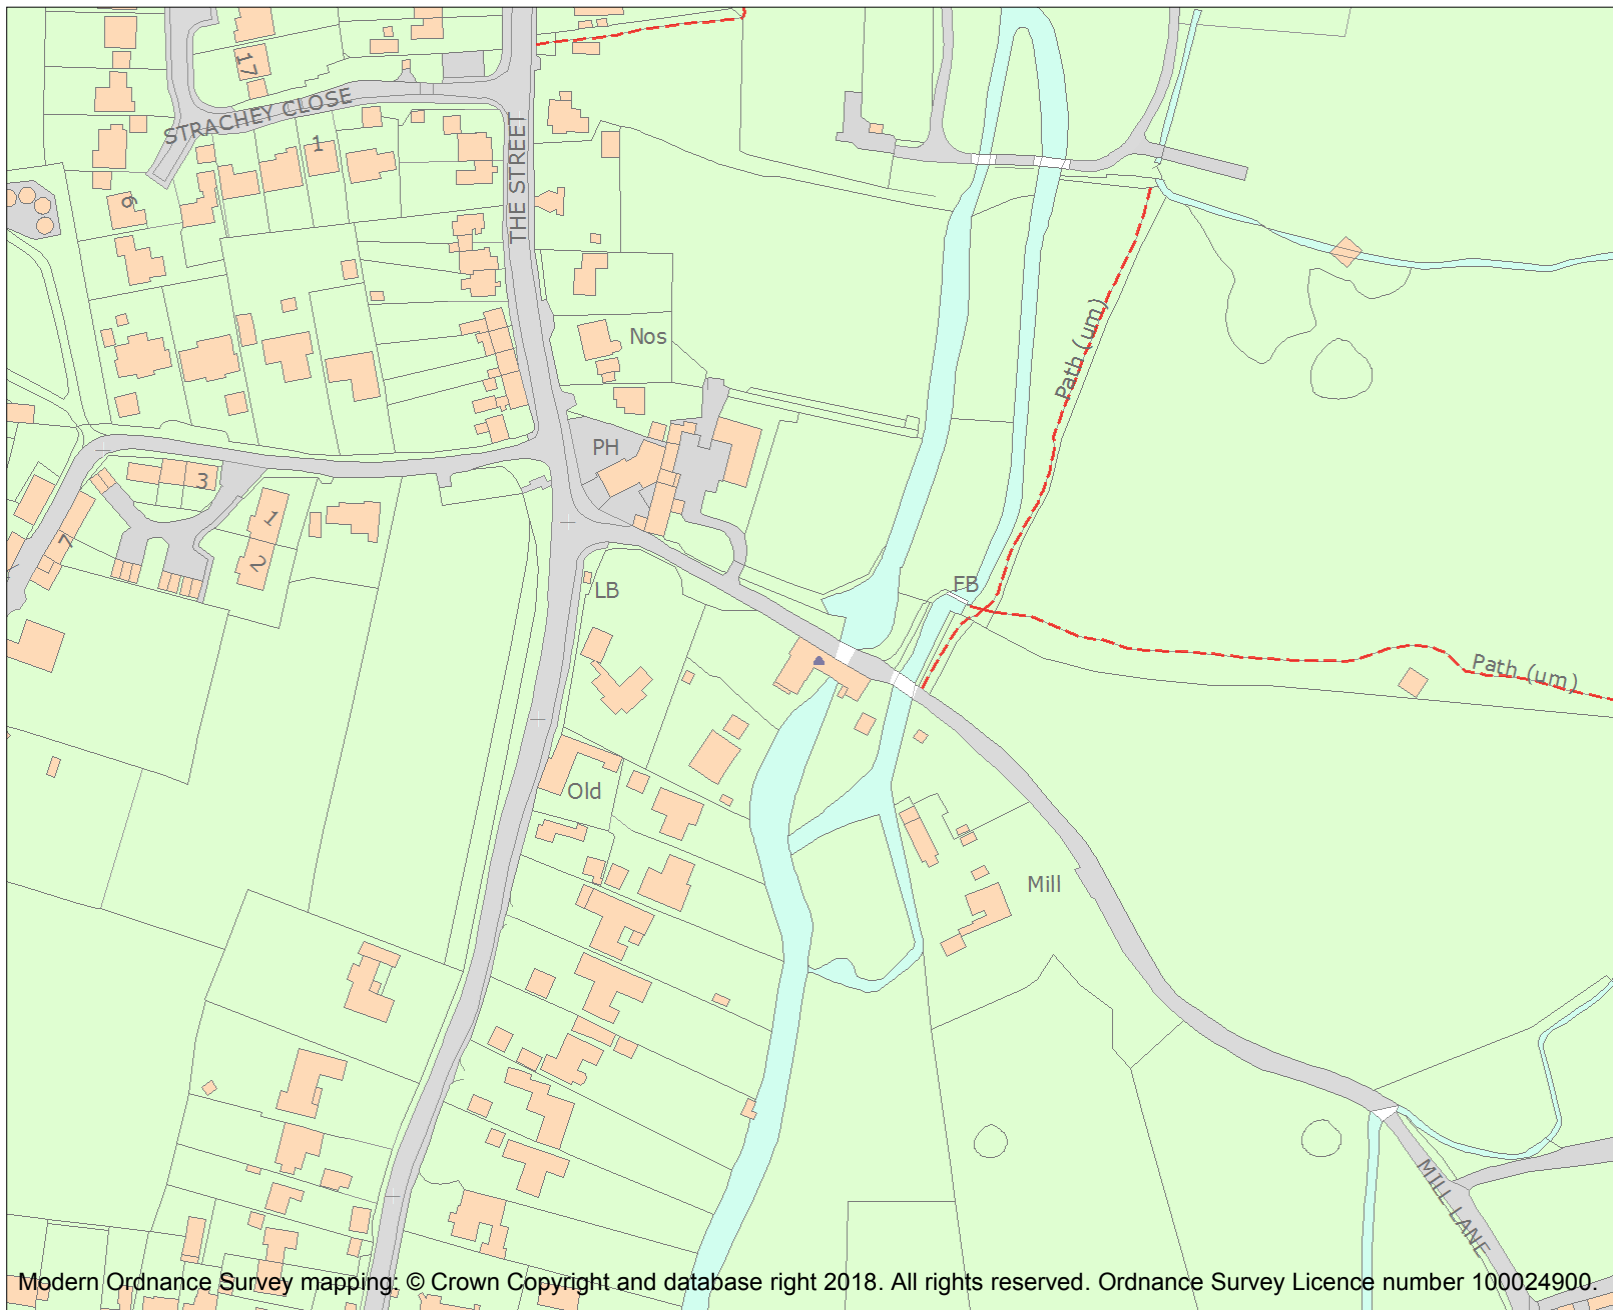 17
STRACHEY CLOSE
1
THE STREET
9
Path (um)
Nos
PH
3
1
7
2
FB
LB
Path (um)
Old
Mill
MILL LANE
Modern Ordnance Survey mapping: © Crown Copyright and database right 2018. All rights reserved. Ordnance Survey Licence number 100024900.